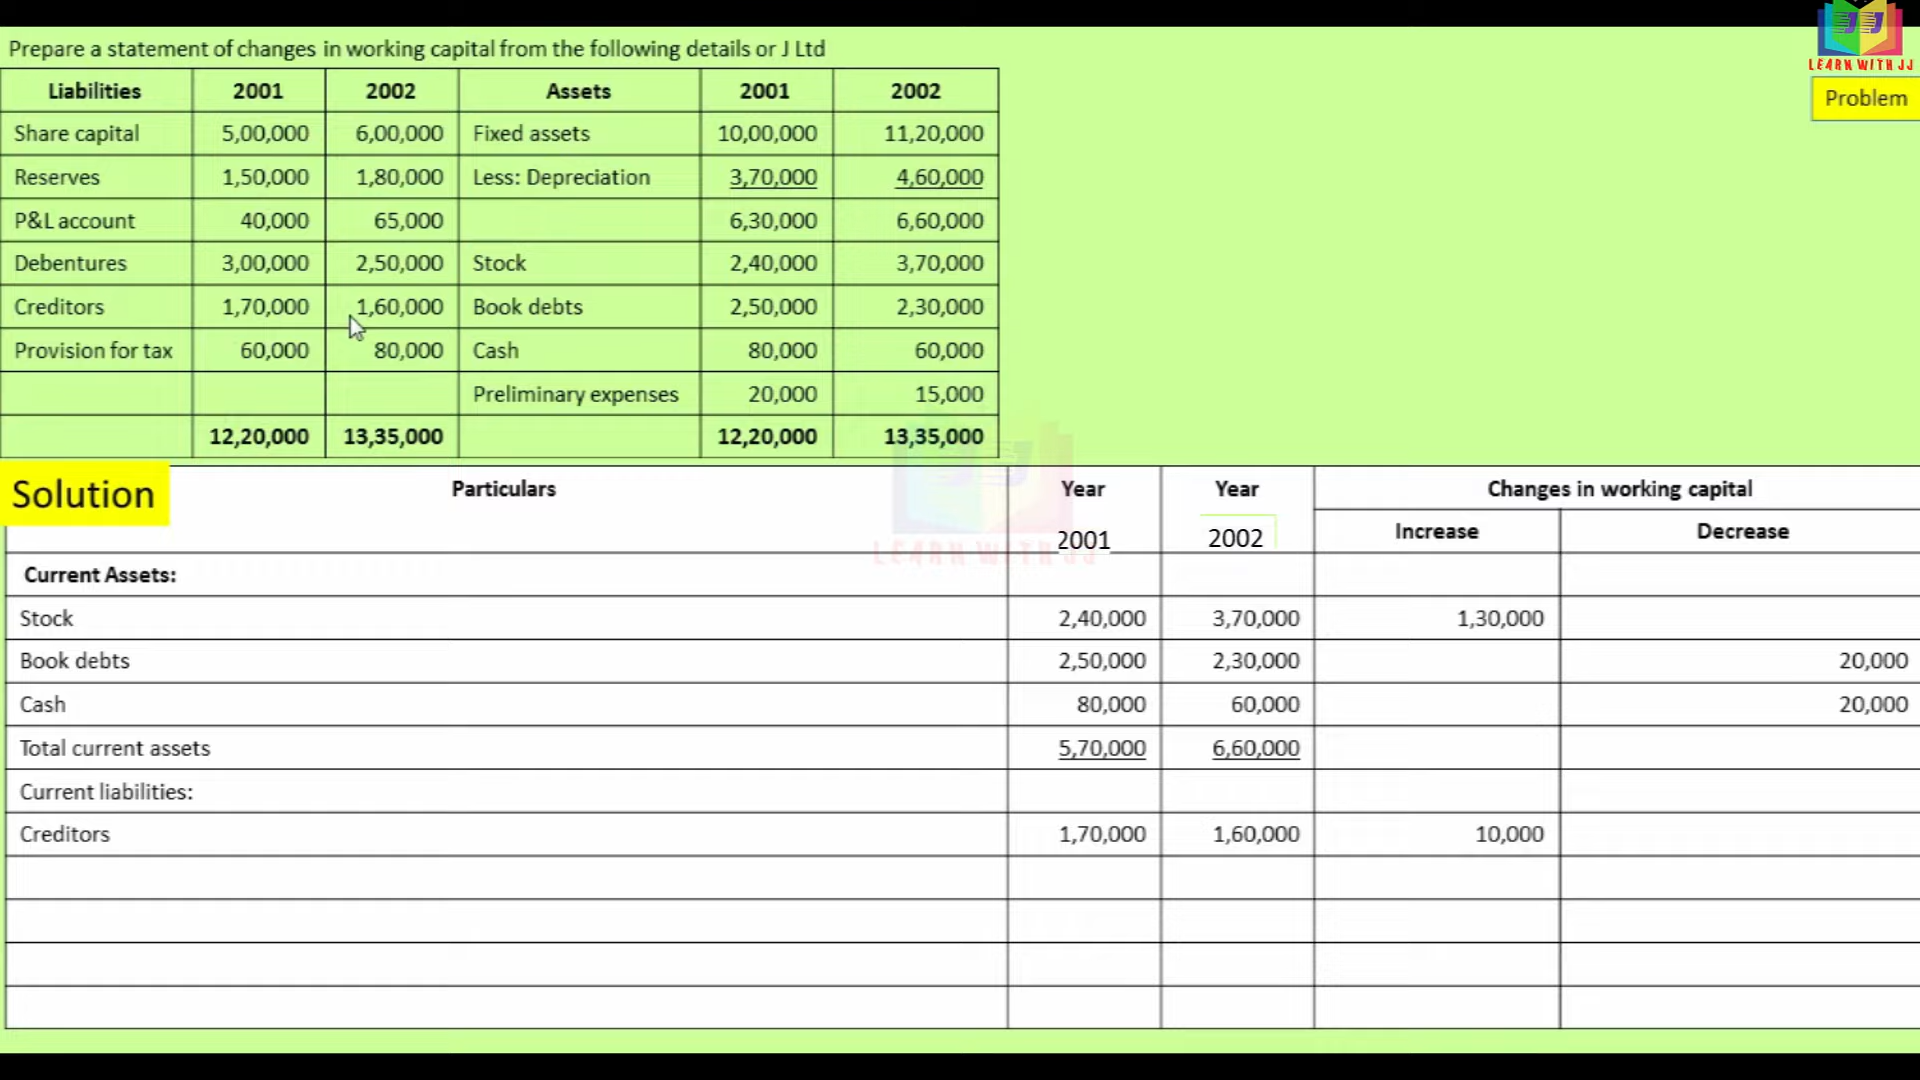 LEARN WITH JJ
Problem
Prepare a statement of changes in working capital from the following details or J Ltd
Liabilities 2001 2002 Assets 2001 2002
Share capital 5,00,000 6,00,000 Fixed assets 10,00,000 11,20,000
Reserves 1,50,000 1,80,000 Less: Depreciation 3,70,000 4,60,000
P&L account 40,000 65,000 6,30,000 6,60,000
Debentures 3,00,000 2,50,000 Stock 2,40,000 3,70,000
Creditors 1,70,000 1,60,000 Book debts 2,50,000 2,30,000
Provision for tax 60,000 80,000 Cash 80,000 60,000
Preliminary expenses 20,000 15,000
12,20,000 13,35,000 12,20,000 13,35,000
Solution
Particulars Year Year Changes in working capital
2001 2002 Increase Decrease
LEARN WITH JJ
Current Assets:
Stock 2,40,000 3,70,000 1,30,000
Book debts 2,50,000 2,30,000 20,000
Cash 80,000 60,000 20,000
Total current assets 5,70,000 6,60,000
Current liabilities:
Creditors 1,70,000 1,60,000 10,000